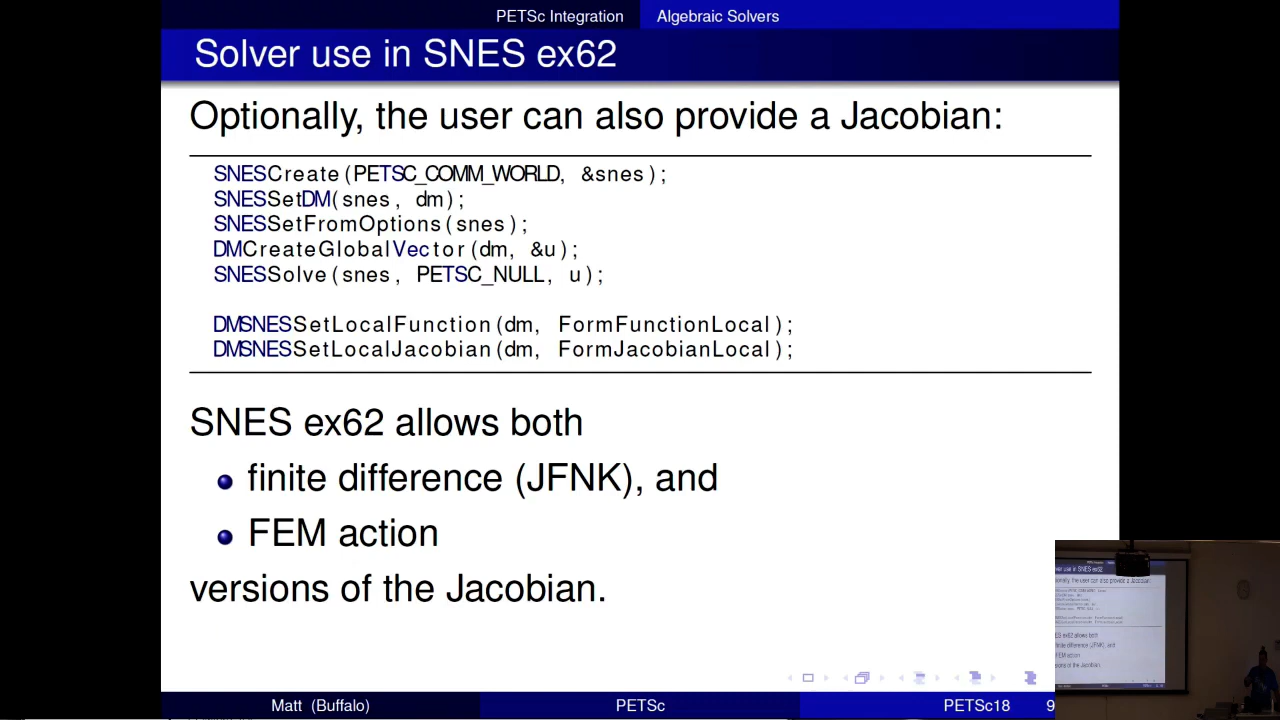 PETSc Integration Algebraic Solvers
Solver use in SNES ex62
Optionally, the user can also provide a Jacobian:
SNESCreate(PETSC_COMM_WORLD, &snes);
SNESSetDM(snes, dm);
SNESSetFromOptions(snes);
DMCreateGlobalVector(dm, &u);
SNESSolve(snes, PETSC_NULL, u);
DMSNESSetLocalFunction(dm, FormFunctionLocal);
DMSNESSetLocalJacobian(dm, FormJacobianLocal);
SNES ex62 allows both
finite difference (JFNK), and
FEM action
versions of the Jacobian.
Matt (Buffalo) PETSc PETSc18 9